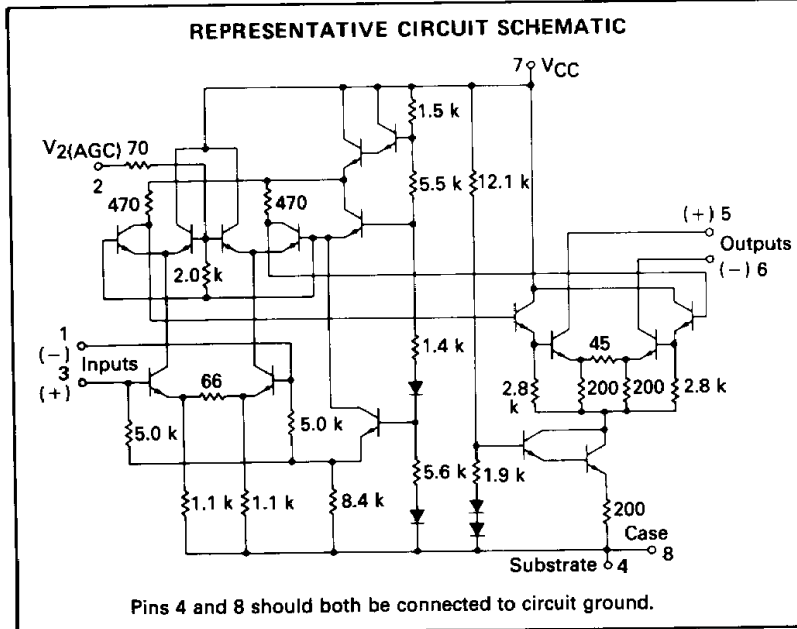 REPRESENTATIVE CIRCUIT SCHEMATIC
7 VCC
1.5 k
V2(AGC) 70
2
5.5 k
12.1 k
470
470
(+) 5
Outputs
(-) 6
2.0 k
1
(-)
Inputs
3
(+)
1.4 k
45
66
2.8 k
200
200
2.8 k
5.0 k
5.0 k
5.6 k
1.9 k
1.1 k
1.1 k
8.4 k
200
Case
8
Substrate 4
Pins 4 and 8 should both be connected to circuit ground.